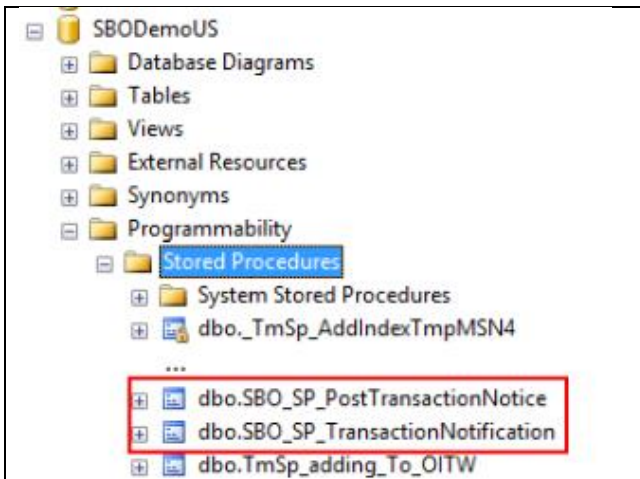 SBODemoUS
Database Diagrams
Tables
Views
External Resources
Synonyms
Programmability
Stored Procedures
System Stored Procedures
dbo._TmSp_AddIndexTmpMSN4
...
dbo.SBO_SP_PostTransactionNotice
dbo.SBO_SP_TransactionNotification
dbo.TmSp_adding_To_OITW